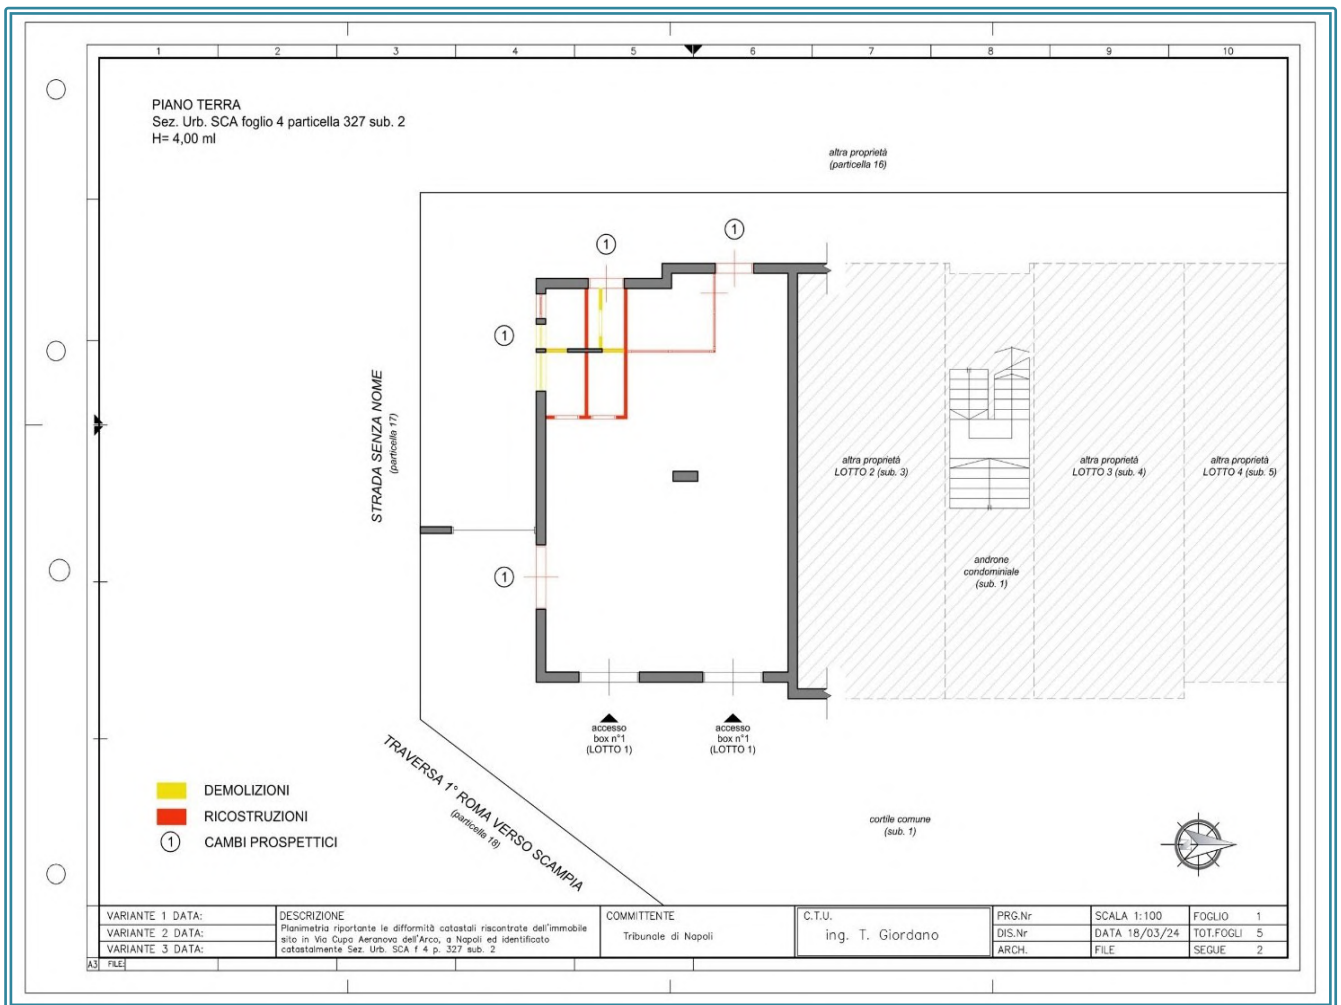 1 2 3 4 5 6 7 8 9 10
PIANO TERRA
Sez. Urb. SCA foglio 4 particella 327 sub. 2
H= 4,00 ml
altra proprietà
(particella 16)
1
1
1
STRADA SENZA NOME
(particella 17)
altra proprietà
LOTTO 2 (sub. 3)
altra proprietà
LOTTO 3 (sub. 4)
altra proprietà
LOTTO 4 (sub. 5)
androne
condominiale
(sub. 1)
1
accesso
box n°1
(LOTTO 1)
accesso
box n°1
(LOTTO 1)
TRAVERSA 1° ROMA VERSO SCAMPIA
(particella 18)
DEMOLIZIONI
RICOSTRUZIONI
1 CAMBI PROSPETTICI
cortile comune
(sub. 1)
VARIANTE 1 DATA:
VARIANTE 2 DATA:
VARIANTE 3 DATA:
DESCRIZIONE
Planimetria riportante le difformità catastali riscontrate dell'immobile
sito in Via Cupa Aeranova dell'Arco, a Napoli ed identificato
catastalmente Sez. Urb. SCA f 4 p. 327 sub. 2
COMMITTENTE
Tribunale di Napoli
C.T.U.
ing. T. Giordano
PRG.Nr
DIS.Nr
ARCH.
SCALA 1:100
DATA 18/03/24
FILE
FOGLIO 1
TOT.FOGLI 5
SEGUE 2
A3 FILE: